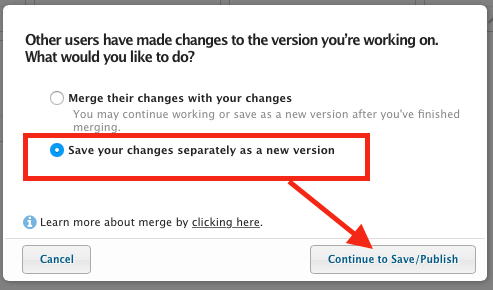 Other users have made changes to the version you're working on.
What would you like to do?
Merge their changes with your changes
You may continue working or save as a new version after you've finished
merging.
Save your changes separately as a new version
Learn more about merge by clicking here.
Cancel
Continue to Save/Publish